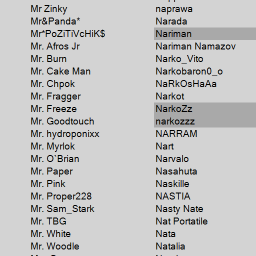 Mr Zinky naprawa
Mr&Panda* Narada
Mr*PoZiTiVcHiK$ Nariman
Mr. Afros Jr Nariman Namazov
Mr. Burn Narko_Vito
Mr. Cake Man Narkobaron0_o
Mr. Chpok NaRkOsHaAa
Mr. Fragger Narkot
Mr. Freeze NarkoZz
Mr. Goodtouch narkozzz
Mr. hydroponixx NARRAM
Mr. Myrlok Nart
Mr. O`Brian Narvalo
Mr. Paper Nasahuta
Mr. Pink Naskille
Mr. Proper228 NASTIA
Mr. Sam_Stark Nasty Nate
Mr. TBG Nat Portatile
Mr. White Nata
Mr. Woodle Natalia